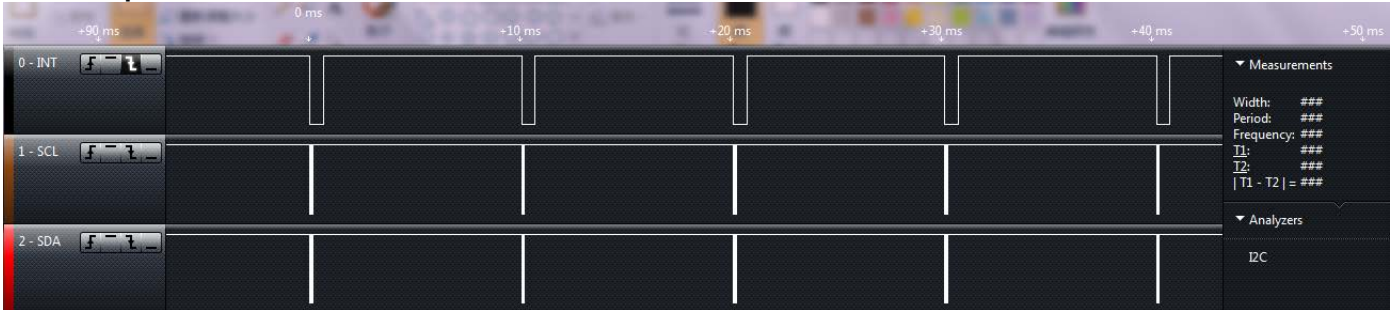 0 ms
+90 ms +10 ms +20 ms +30 ms +40 ms +50 ms
0 - INT
1 - SCL
2 - SDA
Measurements
Width: ###
Period: ###
Frequency: ###
T1: ###
T2: ###
| T1 - T2 | = ###
Analyzers
I2C